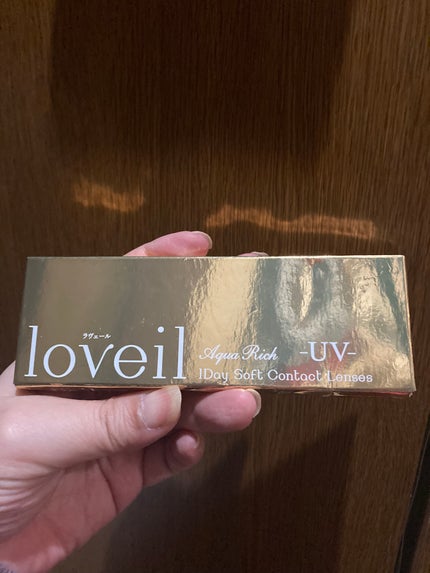 ラヴェール
loveil
Aqua Rich -UV-
1Day Soft Contact Lenses